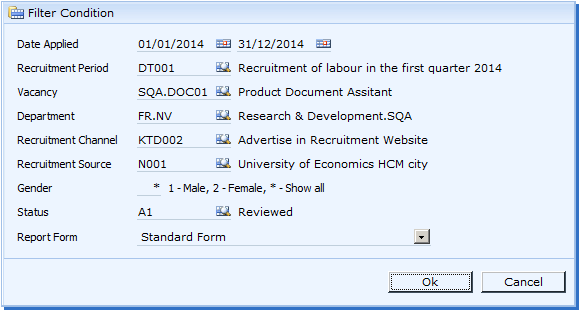 Filter Condition
Date Applied 01/01/2014 31/12/2014
Recruitment Period DT001 Recruitment of labour in the first quarter 2014
Vacancy SQA.DOC01 Product Document Assitant
Department FR.NV Research & Development.SQA
Recruitment Channel KTD002 Advertise in Recruitment Website
Recruitment Source N001 University of Economics HCM city
Gender * 1 - Male, 2 - Female, * - Show all
Status A1 Reviewed
Report Form Standard Form
Ok Cancel